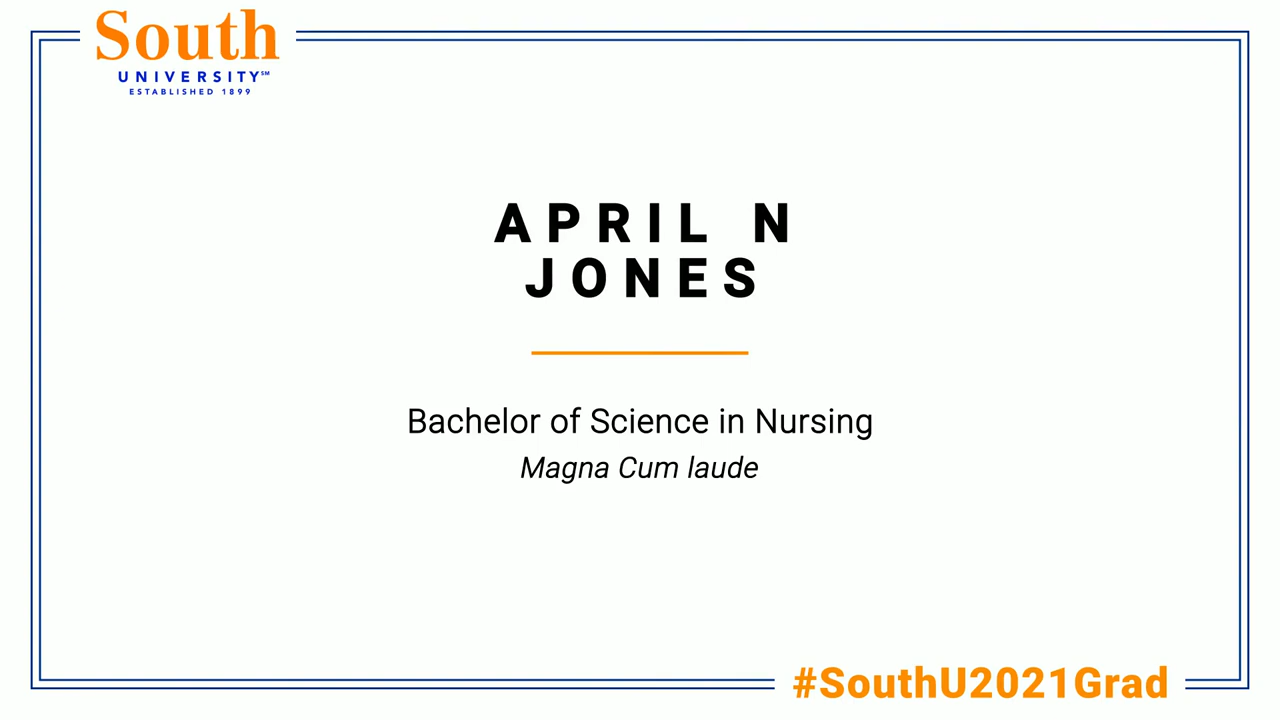 South
UNIVERSITY℠
ESTABLISHED 1899
APRIL N
JONES
Bachelor of Science in Nursing
Magna Cum laude
#SouthU2021Grad